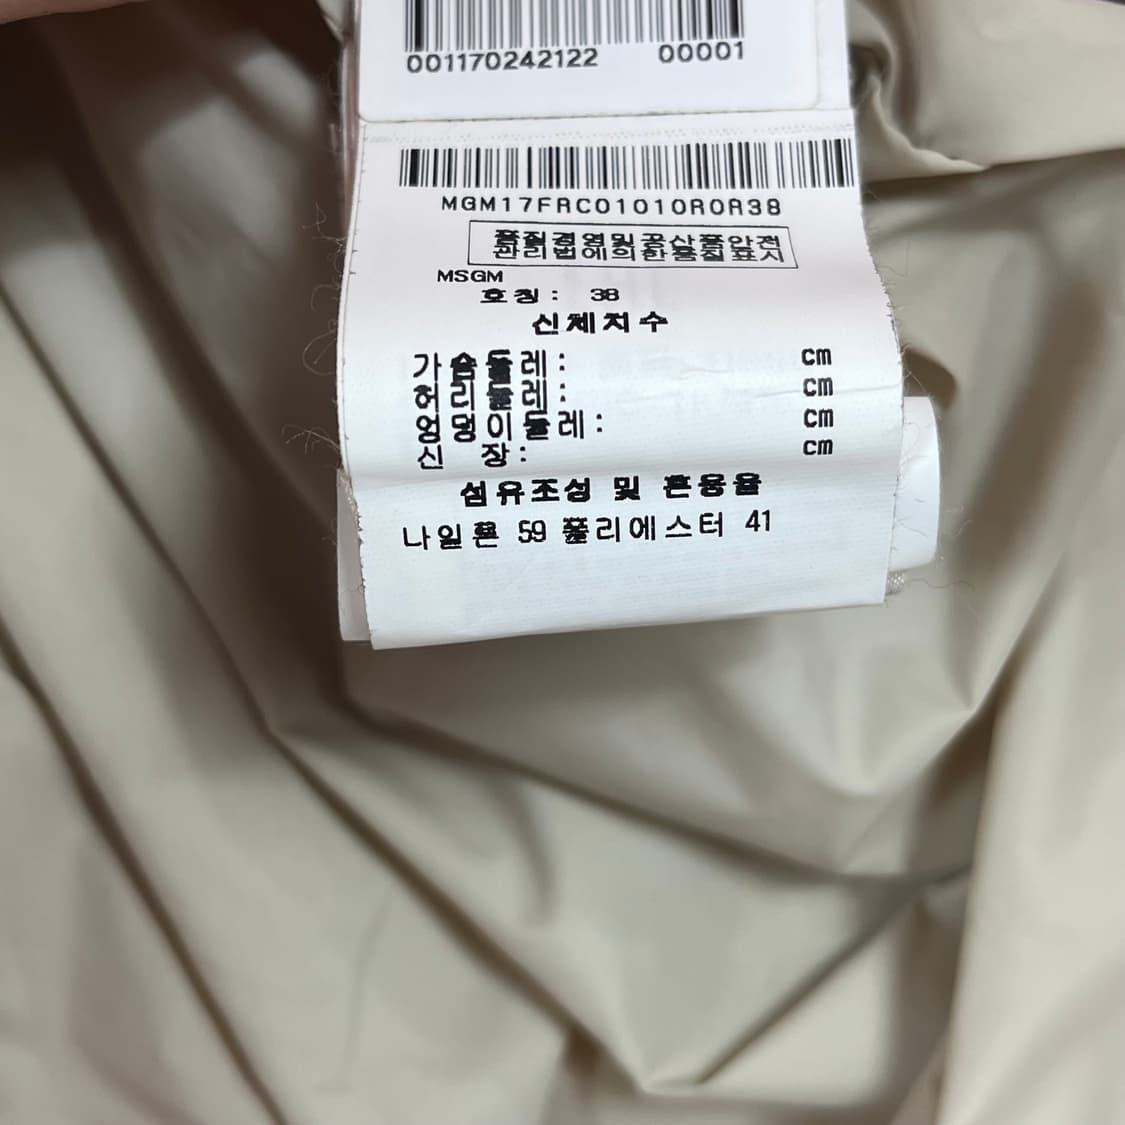 001170242122 00001
MGM17FRC01010R0R38
품질경영및공산품안전
관리법에의한품질표시
MSGM
호칭: 38
신체치수
가슴둘레: cm
허리둘레: cm
엉덩이둘레: cm
신 장: cm
섬유조성 및 혼용율
나일론 59 폴리에스터 41